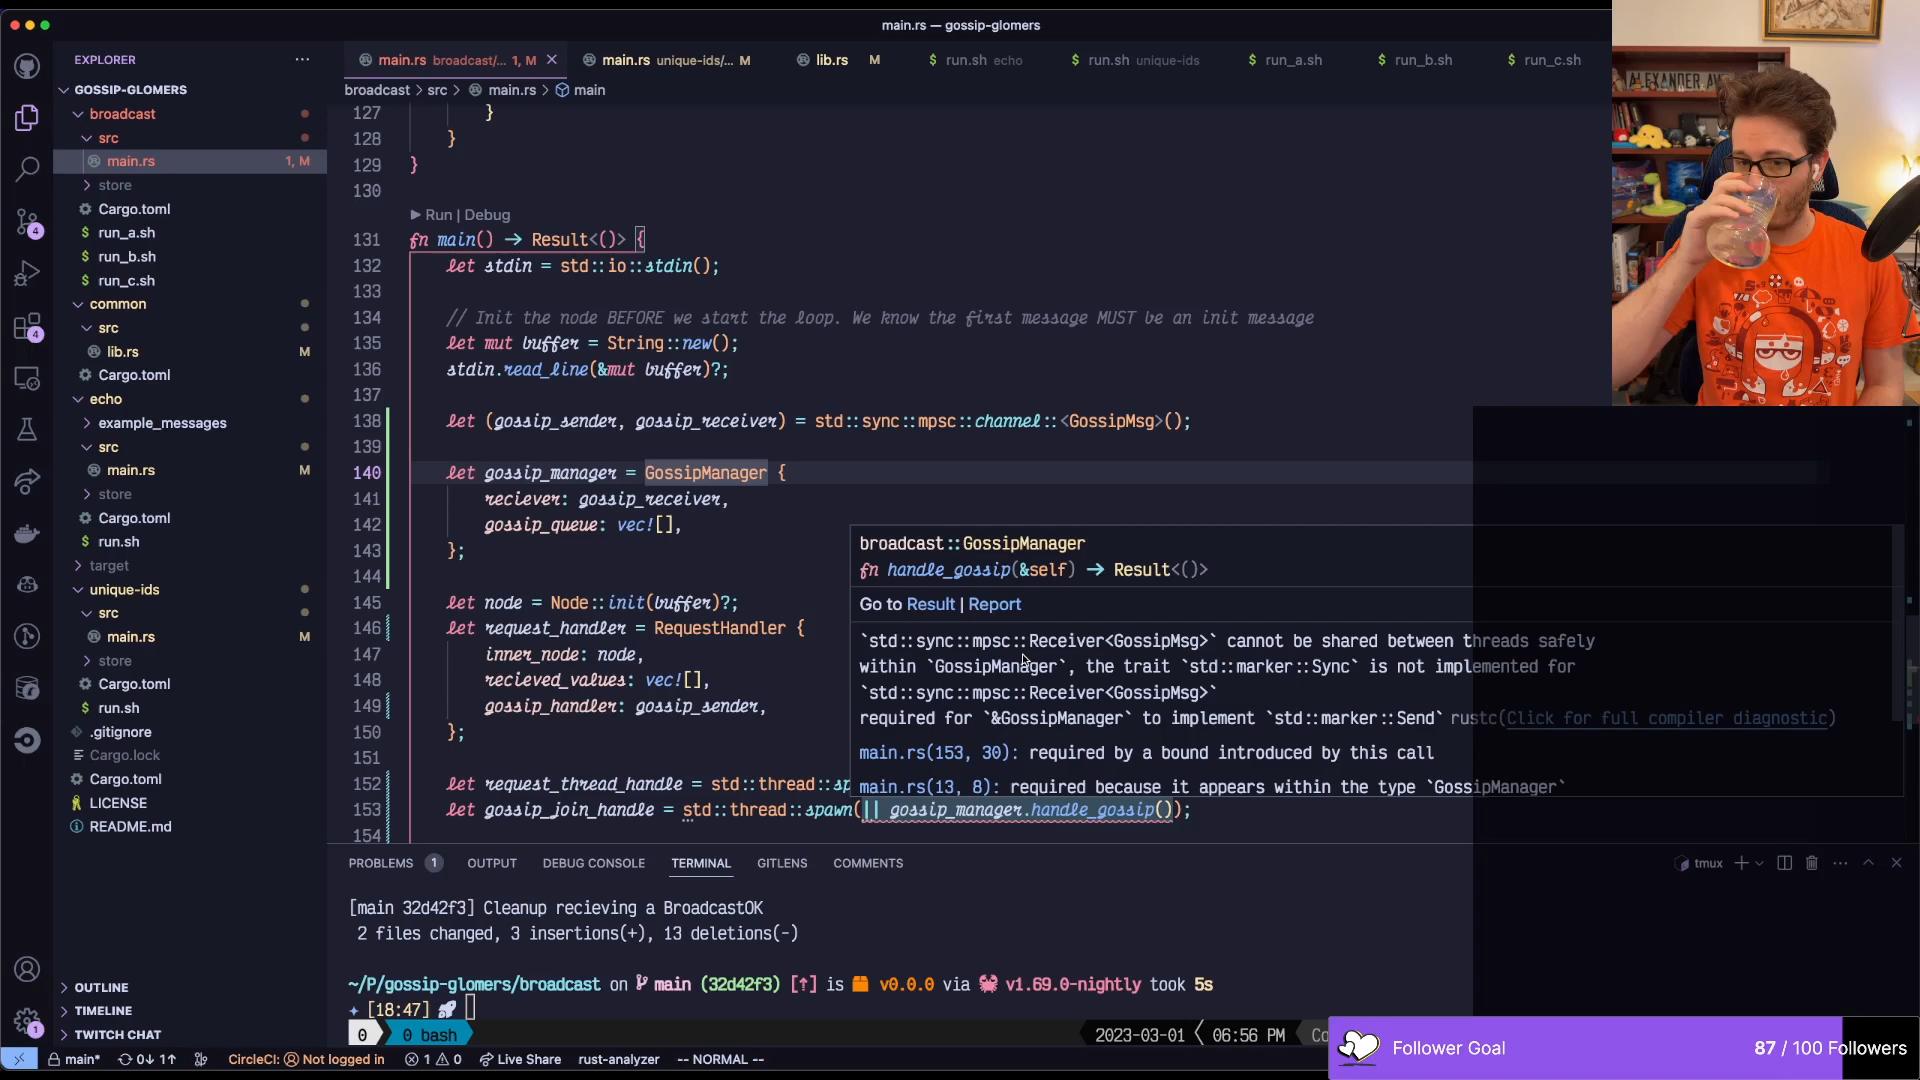 main.rs — gossip-glomers
EXPLORER
main.rs broadcast/... 1, M
main.rs unique-ids/... M
lib.rs M
run.sh echo
run.sh unique-ids
run_a.sh
run_b.sh
run_c.sh
GOSSIP-GLOMERS
broadcast > src > main.rs > main
broadcast
src
main.rs 1, M
store
Cargo.toml
run_a.sh
run_b.sh
run_c.sh
common
src
lib.rs M
Cargo.toml
echo
example_messages
src
main.rs M
store
Cargo.toml
run.sh
target
unique-ids
src
main.rs M
store
Cargo.toml
run.sh
.gitignore
Cargo.lock
Cargo.toml
LICENSE
README.md
OUTLINE
TIMELINE
TWITCH CHAT
127 }
128 }
129 }
130
Run | Debug
131 fn main() → Result<()> {
132 let stdin = std::io::stdin();
133
134 // Init the node BEFORE we start the loop. We know the first message MUST be an init message
135 let mut buffer = String::new();
136 stdin.read_line(&mut buffer)?;
137
138 let (gossip_sender, gossip_receiver) = std::sync::mpsc::channel::<GossipMsg>();
139
140 let gossip_manager = GossipManager {
141 reciever: gossip_receiver,
142 gossip_queue: vec![],
143 };
144
145 let node = Node::init(buffer)?;
146 let request_handler = RequestHandler {
147 inner_node: node,
148 recieved_values: vec![],
149 gossip_handler: gossip_sender,
150 };
151
152 let request_thread_handle = std::thread::sp
153 let gossip_join_handle = std::thread::spawn(|| gossip_manager.handle_gossip());
154
broadcast::GossipManager
fn handle_gossip(&self) → Result<()>
Go to Result | Report
`std::sync::mpsc::Receiver<GossipMsg>` cannot be shared between threads safely
within `GossipManager`, the trait `std::marker::Sync` is not implemented for
`std::sync::mpsc::Receiver<GossipMsg>`
required for `&GossipManager` to implement `std::marker::Send` rustc(Click for full compiler diagnostic)
main.rs(153, 30): required by a bound introduced by this call
main.rs(13, 8): required because it appears within the type `GossipManager`
PROBLEMS 1 OUTPUT DEBUG CONSOLE TERMINAL GITLENS COMMENTS
tmux
[main 32d42f3] Cleanup recieving a BroadcastOK
2 files changed, 3 insertions(+), 13 deletions(-)
~/P/gossip-glomers/broadcast on main (32d42f3) [↑] is v0.0.0 via v1.69.0-nightly took 5s
[18:47]
0 0 bash 2023-03-01 06:56 PM Co
main* 0↓ 1↑ CircleCI: Not logged in 1 0 Live Share rust-analyzer -- NORMAL --
4
4
1
Follower Goal 87 / 100 Followers